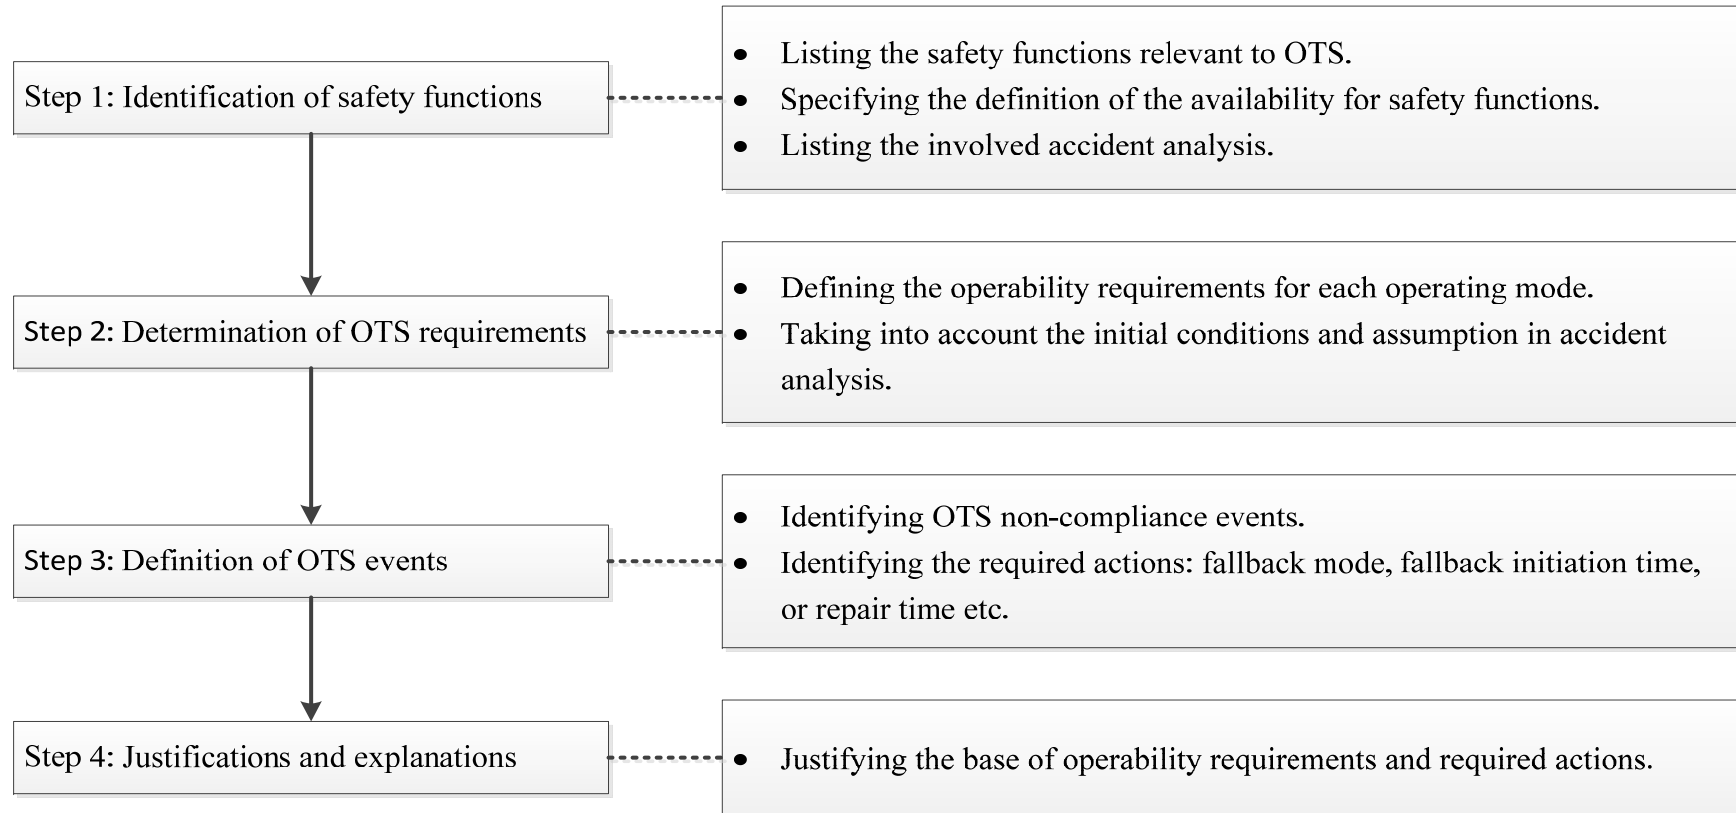 Step 1: Identification of safety functions
● Listing the safety functions relevant to OTS.
● Specifying the definition of the availability for safety functions.
● Listing the involved accident analysis.
Step 2: Determination of OTS requirements
● Defining the operability requirements for each operating mode.
● Taking into account the initial conditions and assumption in accident
analysis.
Step 3: Definition of OTS events
● Identifying OTS non-compliance events.
● Identifying the required actions: fallback mode, fallback initiation time,
or repair time etc.
Step 4: Justifications and explanations
● Justifying the base of operability requirements and required actions.